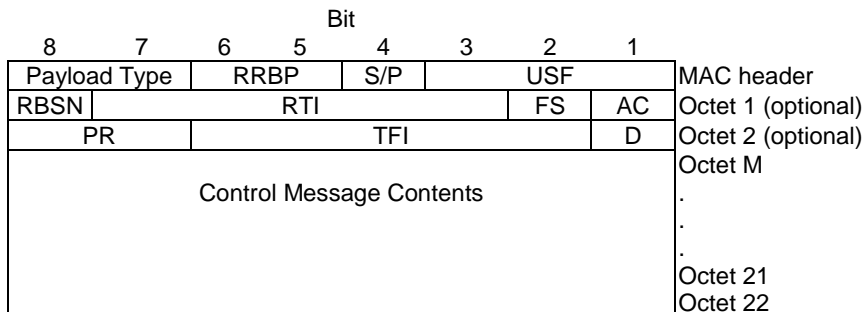 Bit
8 7 6 5 4 3 2 1
Payload Type RRBP S/P USF MAC header
RBSN RTI FS AC Octet 1 (optional)
PR TFI D Octet 2 (optional)
Octet M
Control Message Contents .
.
.
Octet 21
Octet 22